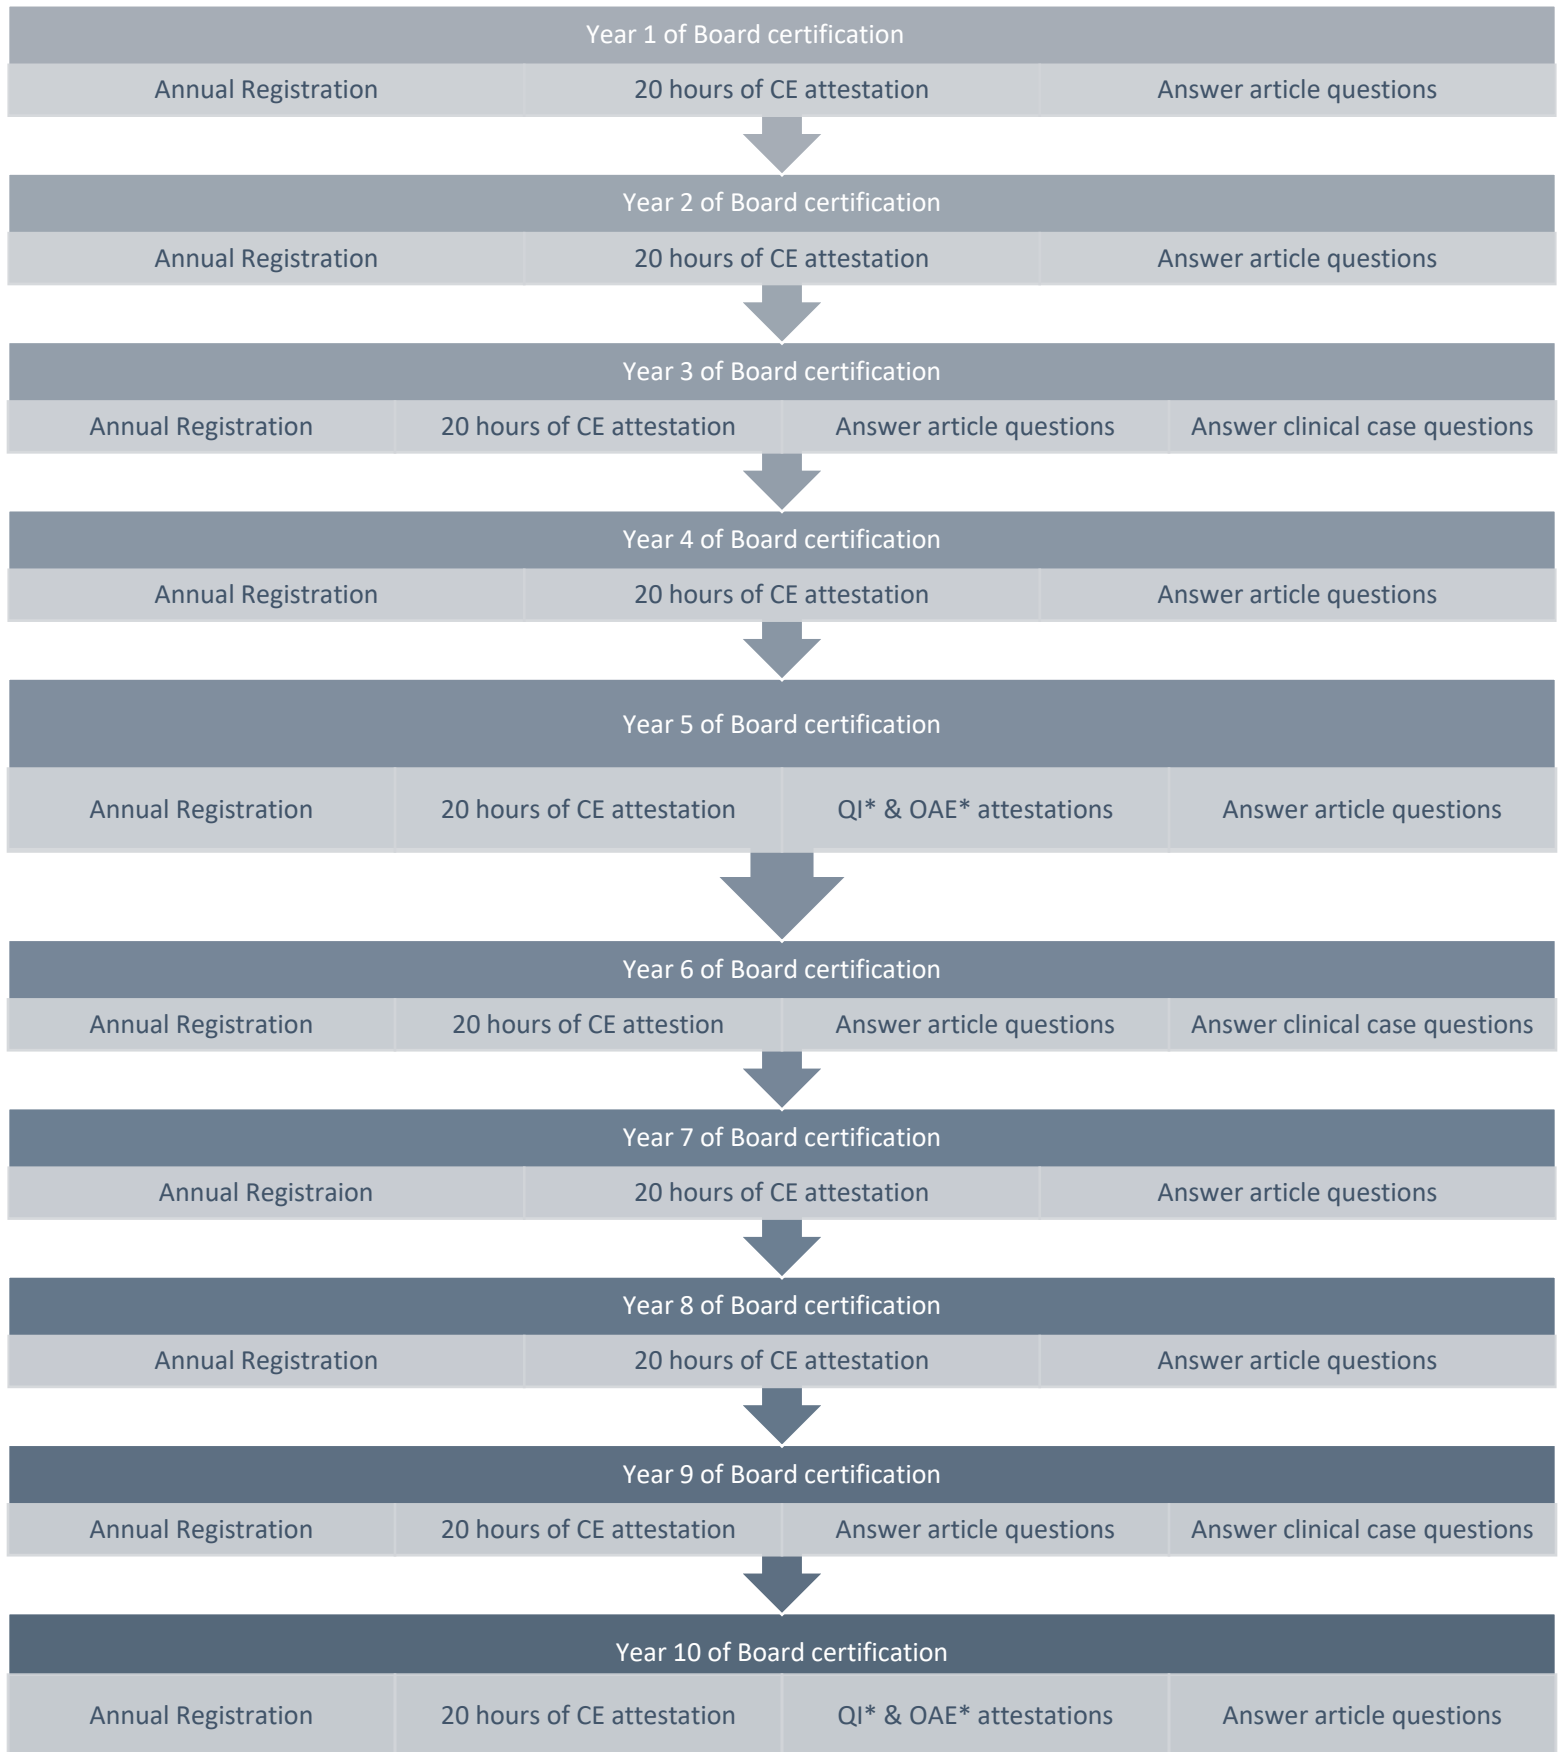 Year 1 of Board certification
Annual Registration 20 hours of CE attestation Answer article questions
Year 2 of Board certification
Annual Registration 20 hours of CE attestation Answer article questions
Year 3 of Board certification
Annual Registration 20 hours of CE attestation Answer article questions Answer clinical case questions
Year 4 of Board certification
Annual Registration 20 hours of CE attestation Answer article questions
Year 5 of Board certification
Annual Registration 20 hours of CE attestation QI* & OAE* attestations Answer article questions
Year 6 of Board certification
Annual Registration 20 hours of CE attestion Answer article questions Answer clinical case questions
Year 7 of Board certification
Annual Registraion 20 hours of CE attestation Answer article questions
Year 8 of Board certification
Annual Registration 20 hours of CE attestation Answer article questions
Year 9 of Board certification
Annual Registration 20 hours of CE attestation Answer article questions Answer clinical case questions
Year 10 of Board certification
Annual Registration 20 hours of CE attestation QI* & OAE* attestations Answer article questions